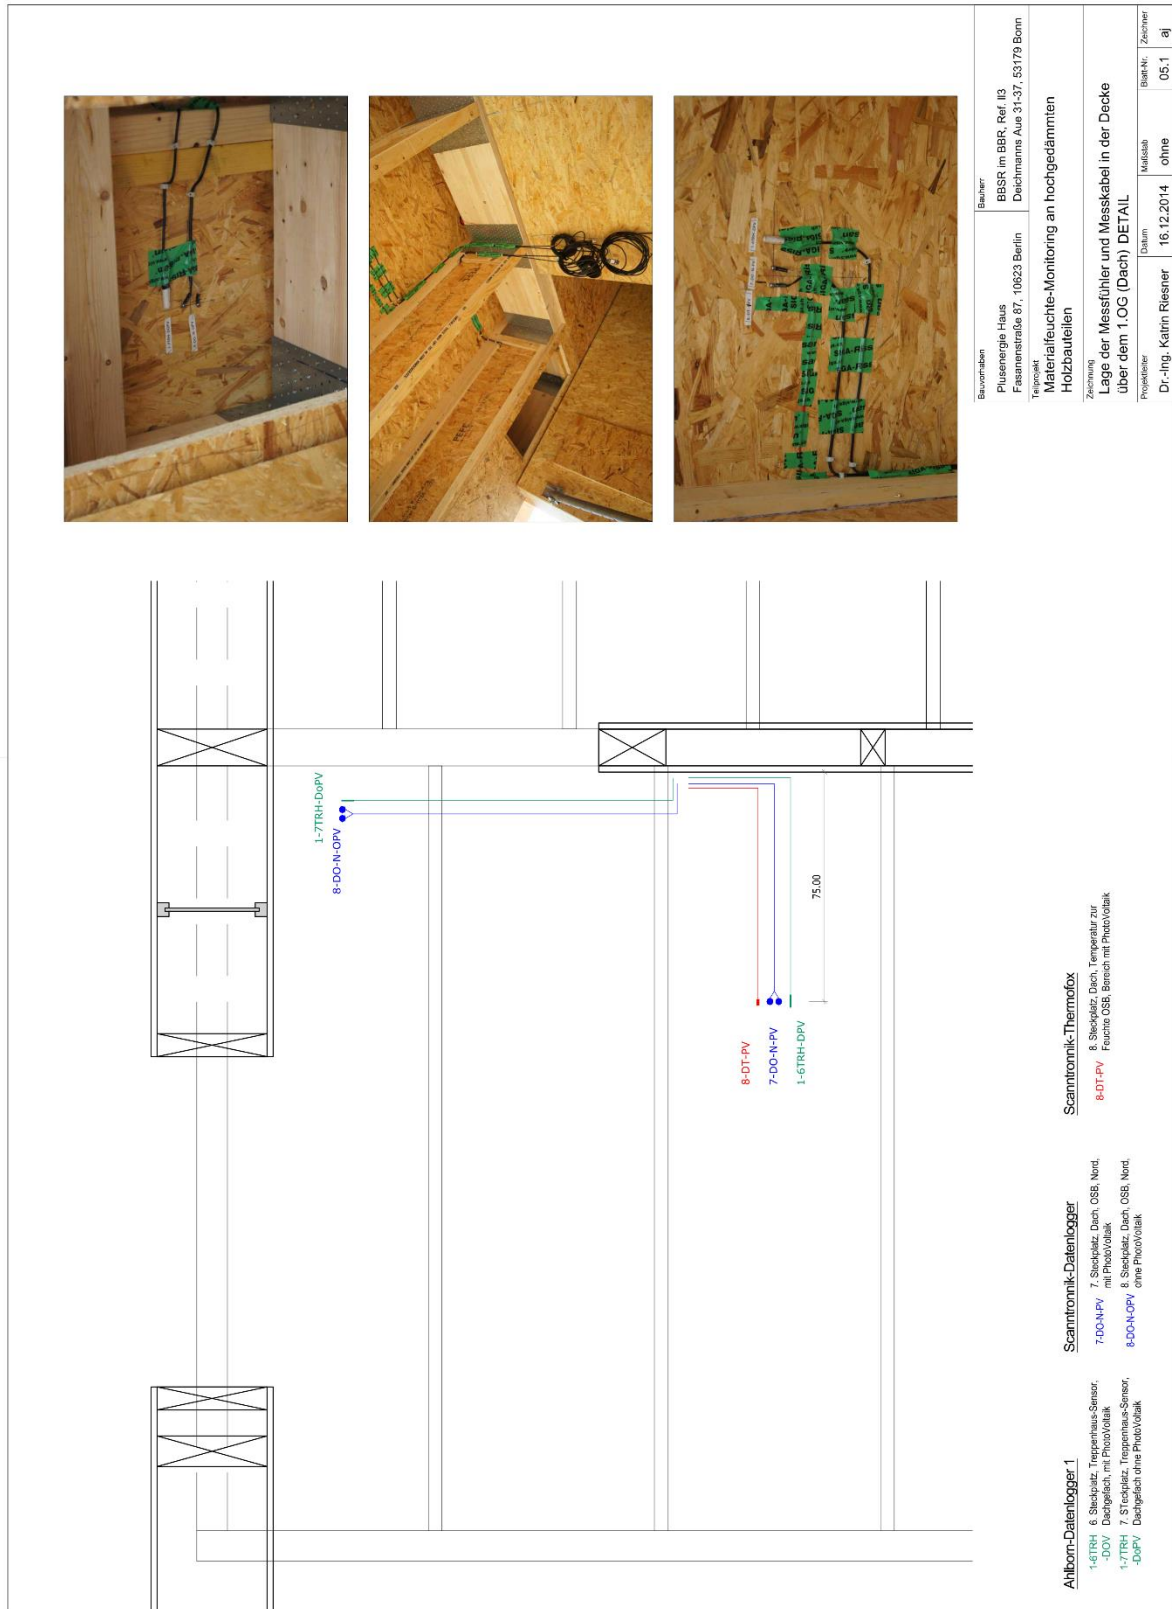 1-7TRH-DoPV
8-DO-N-OPV
8-DT-PV
7-DO-N-PV
1-6TRH-DPV
75.00
Ahlborn-Datenlogger 1
1-6TRH 6. Steckplatz, Treppenhaus-Sensor,
-DOV Dachgefach, mit PhotoVoltaik
1-7TRH 7. STeckplatz, Treppenhaus-Sensor,
-DoPV Dachgefach ohne PhotoVoltaik
Scanntronnik-Datenlogger
7-DO-N-PV 7. Steckplatz, Dach, OSB, Nord,
mit PhotoVoltaik
8-DO-N-OPV 8. Steckplatz, Dach, OSB, Nord,
ohne PhotoVoltaik
Scanntronnik-Thermofox
8-DT-PV 8. Steckplatz, Dach, Temperatur zur
Feuchte OSB, Bereich mit PhotoVoltaik
Bauvorhaben
Plusenergie Haus
Fasanenstraße 87, 10623 Berlin
Bauherr
BBSR im BBR, Ref. II3
Deichmanns Aue 31-37, 53179 Bonn
Teilprojekt
Materialfeuchte-Monitoring an hochgedämmten
Holzbauteilen
Zeichnung
Lage der Messfühler und Messkabel in der Decke
über dem 1.OG (Dach) DETAIL
Projektleiter
Dr.-Ing. Katrin Riesner
Datum
16.12.2014
Maßstab
ohne
Blatt-Nr.
05.1
Zeichner
aj